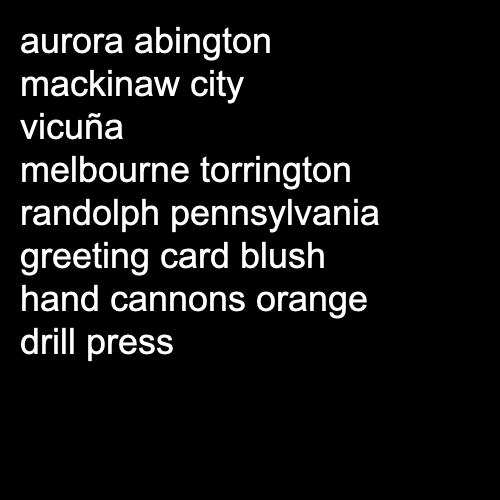 aurora abington
mackinaw city
vicuña
melbourne torrington
randolph pennsylvania
greeting card blush
hand cannons orange
drill press